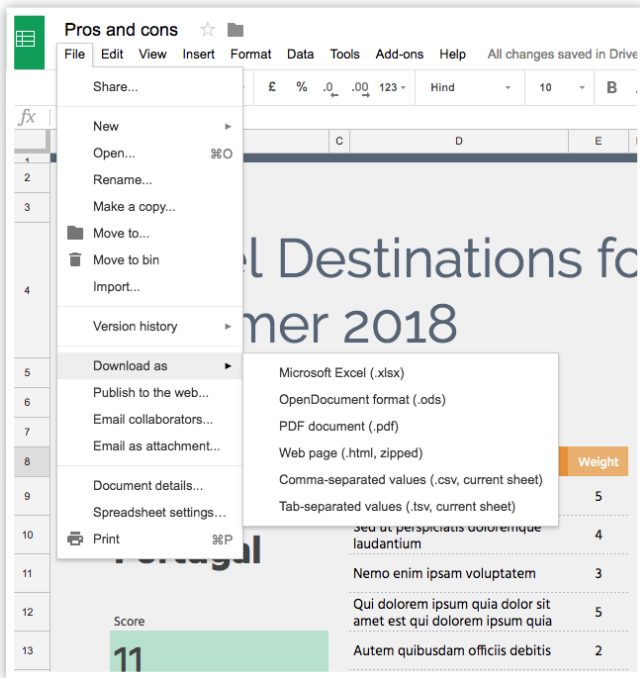 Pros and cons
File Edit View Insert Format Data Tools Add-ons Help All changes saved in Drive
£ % .0 .00 123 Hind 10 B
fx
C D E
1
2
3
4
5
6
7
8
9
10
11
12
13
Share...
New
Open... ⌘O
Rename...
Make a copy...
Move to...
Move to bin
Import...
Version history
Download as
Publish to the web...
Email collaborators...
Email as attachment...
Document details...
Spreadsheet settings...
Print ⌘P
Microsoft Excel (.xlsx)
OpenDocument format (.ods)
PDF document (.pdf)
Web page (.html, zipped)
Comma-separated values (.csv, current sheet)
Tab-separated values (.tsv, current sheet)
l Destinations fo
mer 2018
Weight
5
Sed ut perspiciatis doloremque
laudantium 4
Portugal
Nemo enim ipsam voluptatem 3
Qui dolorem ipsum quia dolor sit
amet est qui dolorem ipsum quia 5
Score
11
Autem quibusdam officiis debitis 2